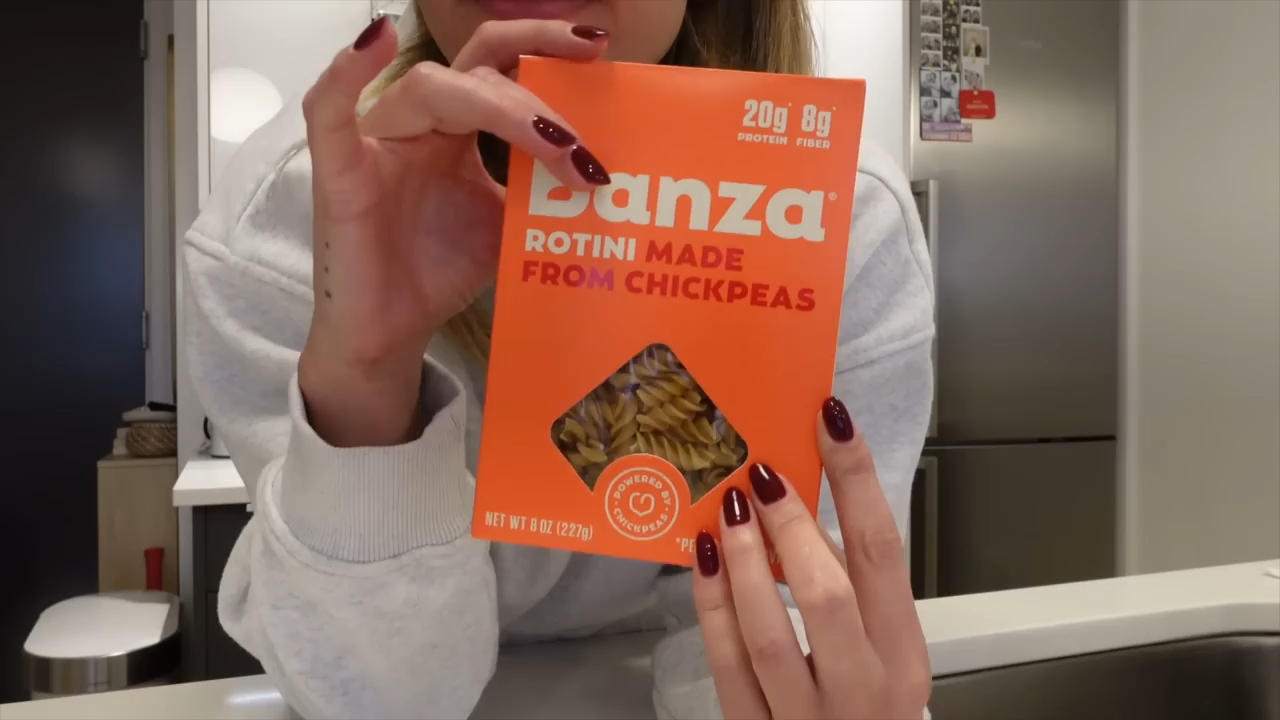 20g* 8g*
PROTEIN FIBER
Banza®
ROTINI MADE
FROM CHICKPEAS
POWERED BY
CHICKPEAS
NET WT 8 OZ (227g)